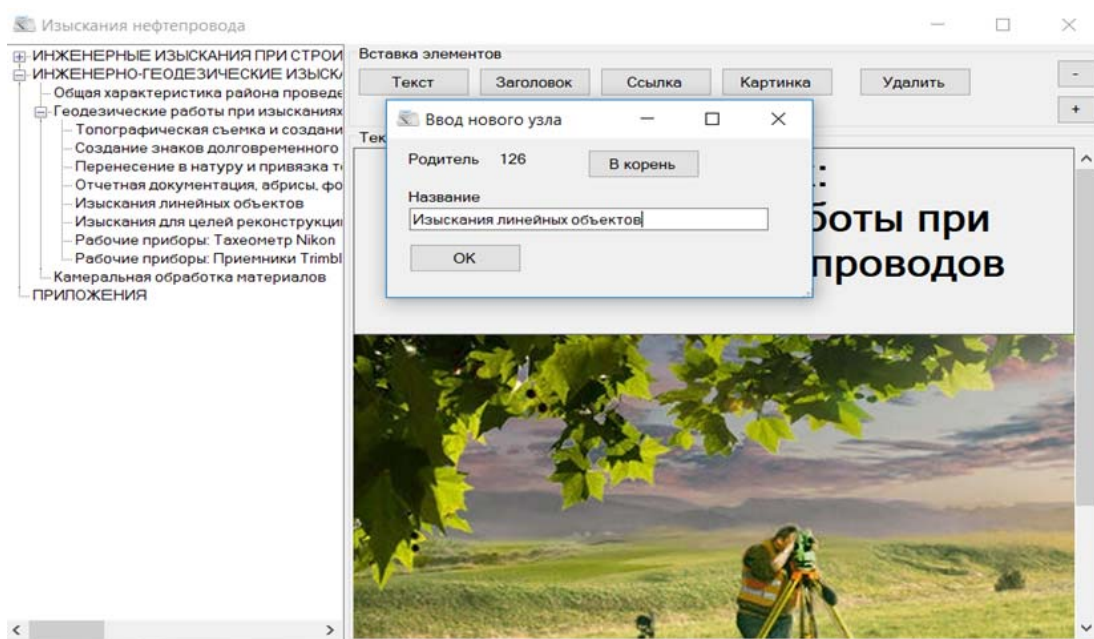 Изыскания нефтепровода
ИНЖЕНЕРНЫЕ ИЗЫСКАНИЯ ПРИ СТРОИ
ИНЖЕНЕРНО-ГЕОДЕЗИЧЕСКИЕ ИЗЫСКА
Общая характеристика района проведе
Геодезические работы при изысканиях
Топографическая съемка и создани
Создание знаков долговременного
Перенесение в натуру и привязка т
Отчетная документация, абрисы, фо
Изыскания линейных объектов
Изыскания для целей реконструкци
Рабочие приборы: Тахеометр Nikon
Рабочие приборы: Приемники Trimbl
Камеральная обработка материалов
ПРИЛОЖЕНИЯ
Вставка элементов
Текст Заголовок Ссылка Картинка Удалить
-
+
Тек
Ввод нового узла
Родитель 126 В корень
Название
Изыскания линейных объектов
ОК
:
боты при
проводов